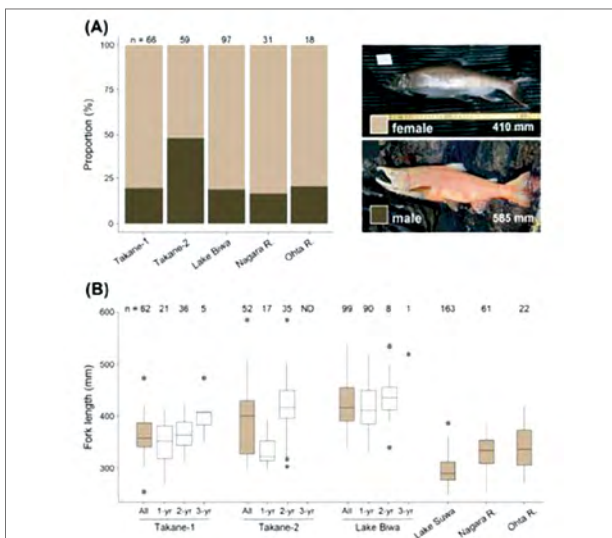 (A)
n = 66 59 97 31 18
100
75
50
25
0
Proportion (%)
Takane-1 Takane-2 Lake Biwa Nagara R. Ohta R.
female 410 mm
male 585 mm
(B)
n = 62 21 36 5 52 17 35 ND 99 90 8 1 163 61 22
600
500
400
300
Fork length (mm)
All 1-yr 2-yr 3-yr All 1-yr 2-yr 3-yr All 1-yr 2-yr 3-yr Lake Suwa Nagara R. Ohta R.
Takane-1 Takane-2 Lake Biwa